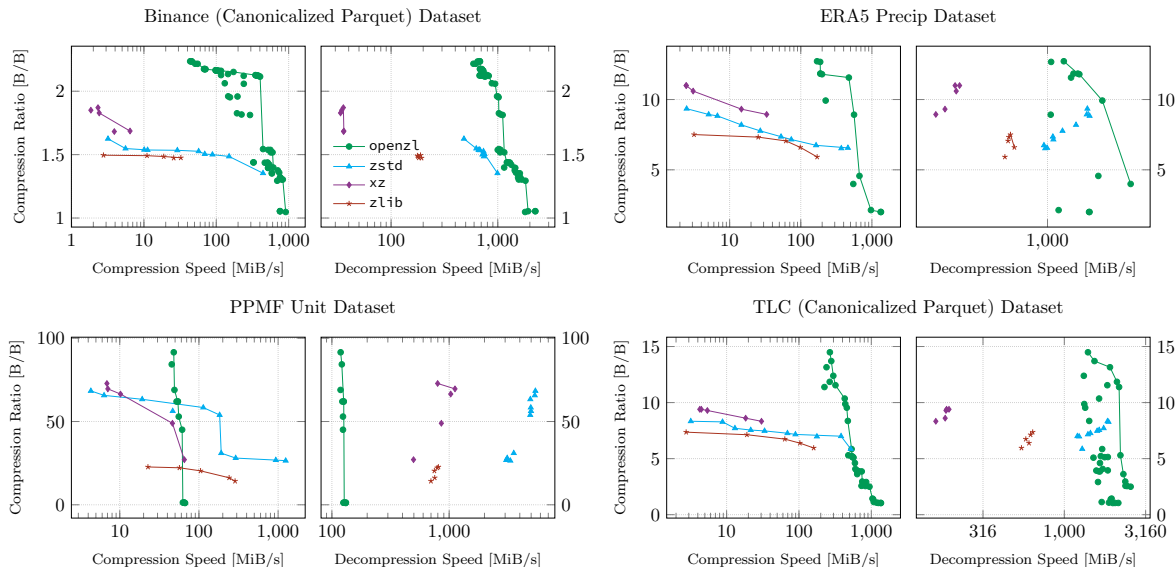 Binance (Canonicalized Parquet) Dataset
Compression Ratio [B/B]
2
1.5
1
1 10 100 1,000
Compression Speed [MiB/s]
openzl
zstd
xz
zlib
2
1.5
1
100 1,000
Decompression Speed [MiB/s]
ERA5 Precip Dataset
Compression Ratio [B/B]
10
5
10 100 1,000
Compression Speed [MiB/s]
10
5
1,000
Decompression Speed [MiB/s]
PPMF Unit Dataset
Compression Ratio [B/B]
100
50
0
10 100 1,000
Compression Speed [MiB/s]
100
50
0
100 1,000
Decompression Speed [MiB/s]
TLC (Canonicalized Parquet) Dataset
Compression Ratio [B/B]
15
10
5
0
10 100 1,000
Compression Speed [MiB/s]
15
10
5
0
316 1,000 3,160
Decompression Speed [MiB/s]